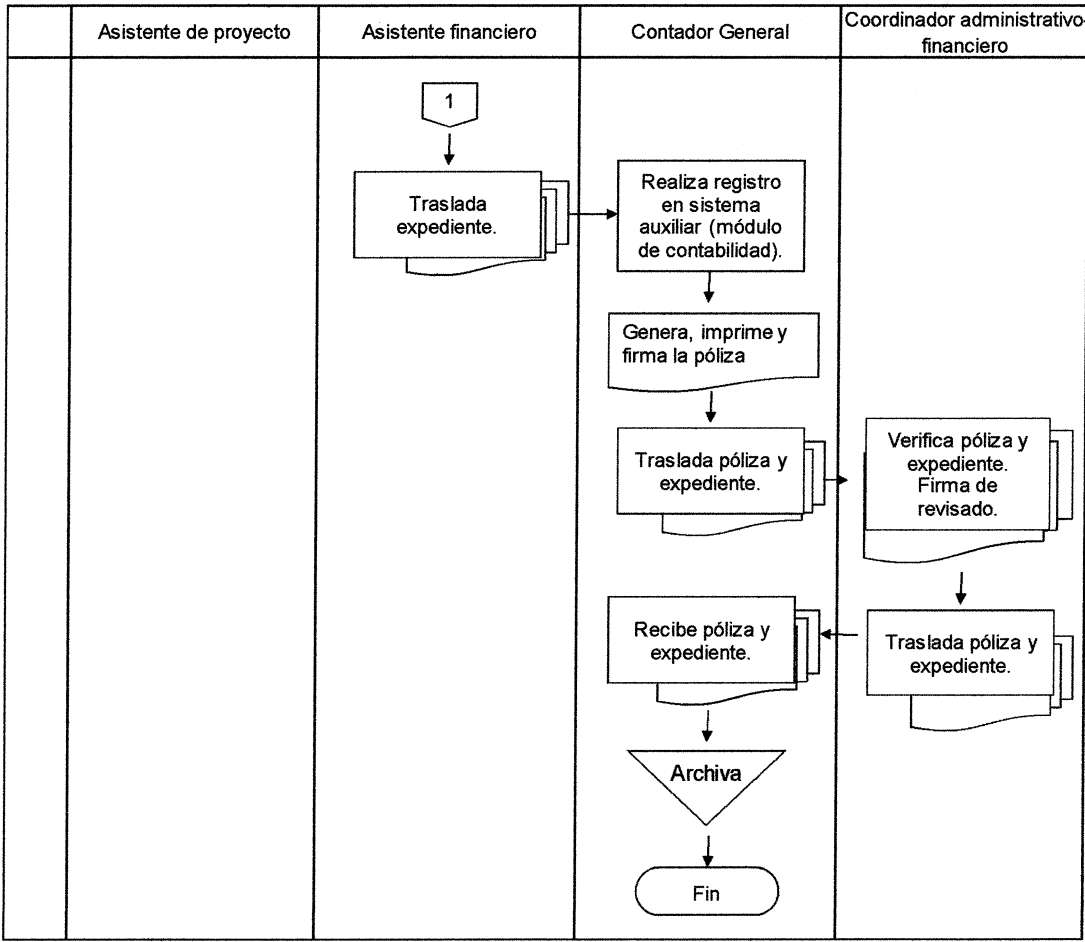 Asistente de proyecto
Asistente financiero
Contador General
Coordinador administrativo-
financiero
1
Traslada
expediente.
Realiza registro
en sistema
auxiliar (módulo
de contabilidad).
Genera, imprime y
firma la póliza
Traslada póliza y
expediente.
Verifica póliza y
expediente.
Firma de
revisado.
Traslada póliza y
expediente.
Recibe póliza y
expediente.
Archiva
Fin